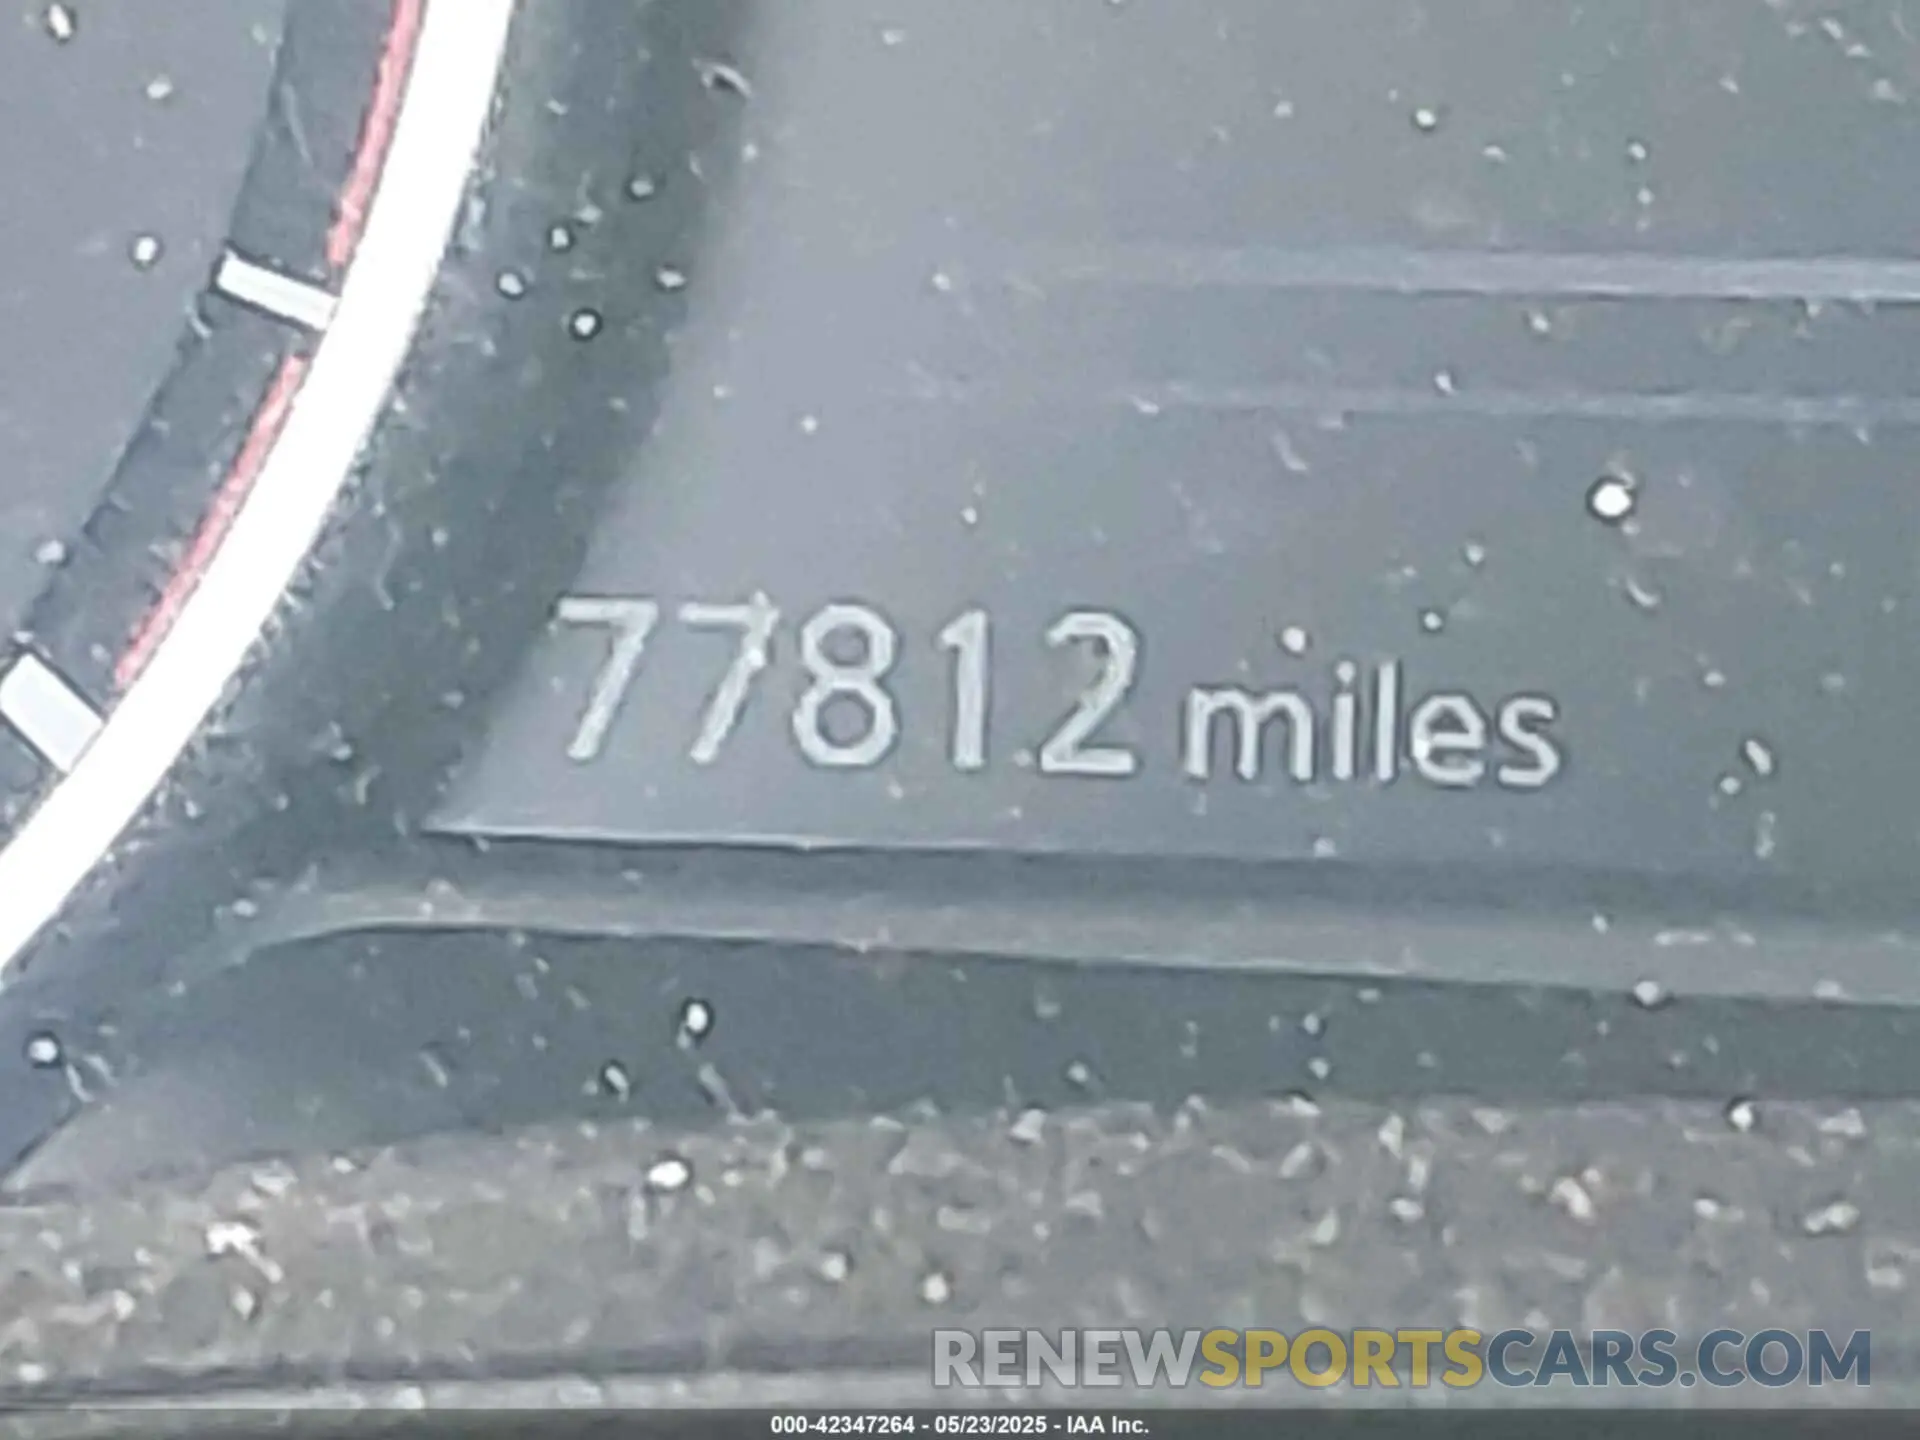 77812 miles
RENEWSPORTSCARS.COM
000-42347264 - 05/23/2025 - IAA Inc.